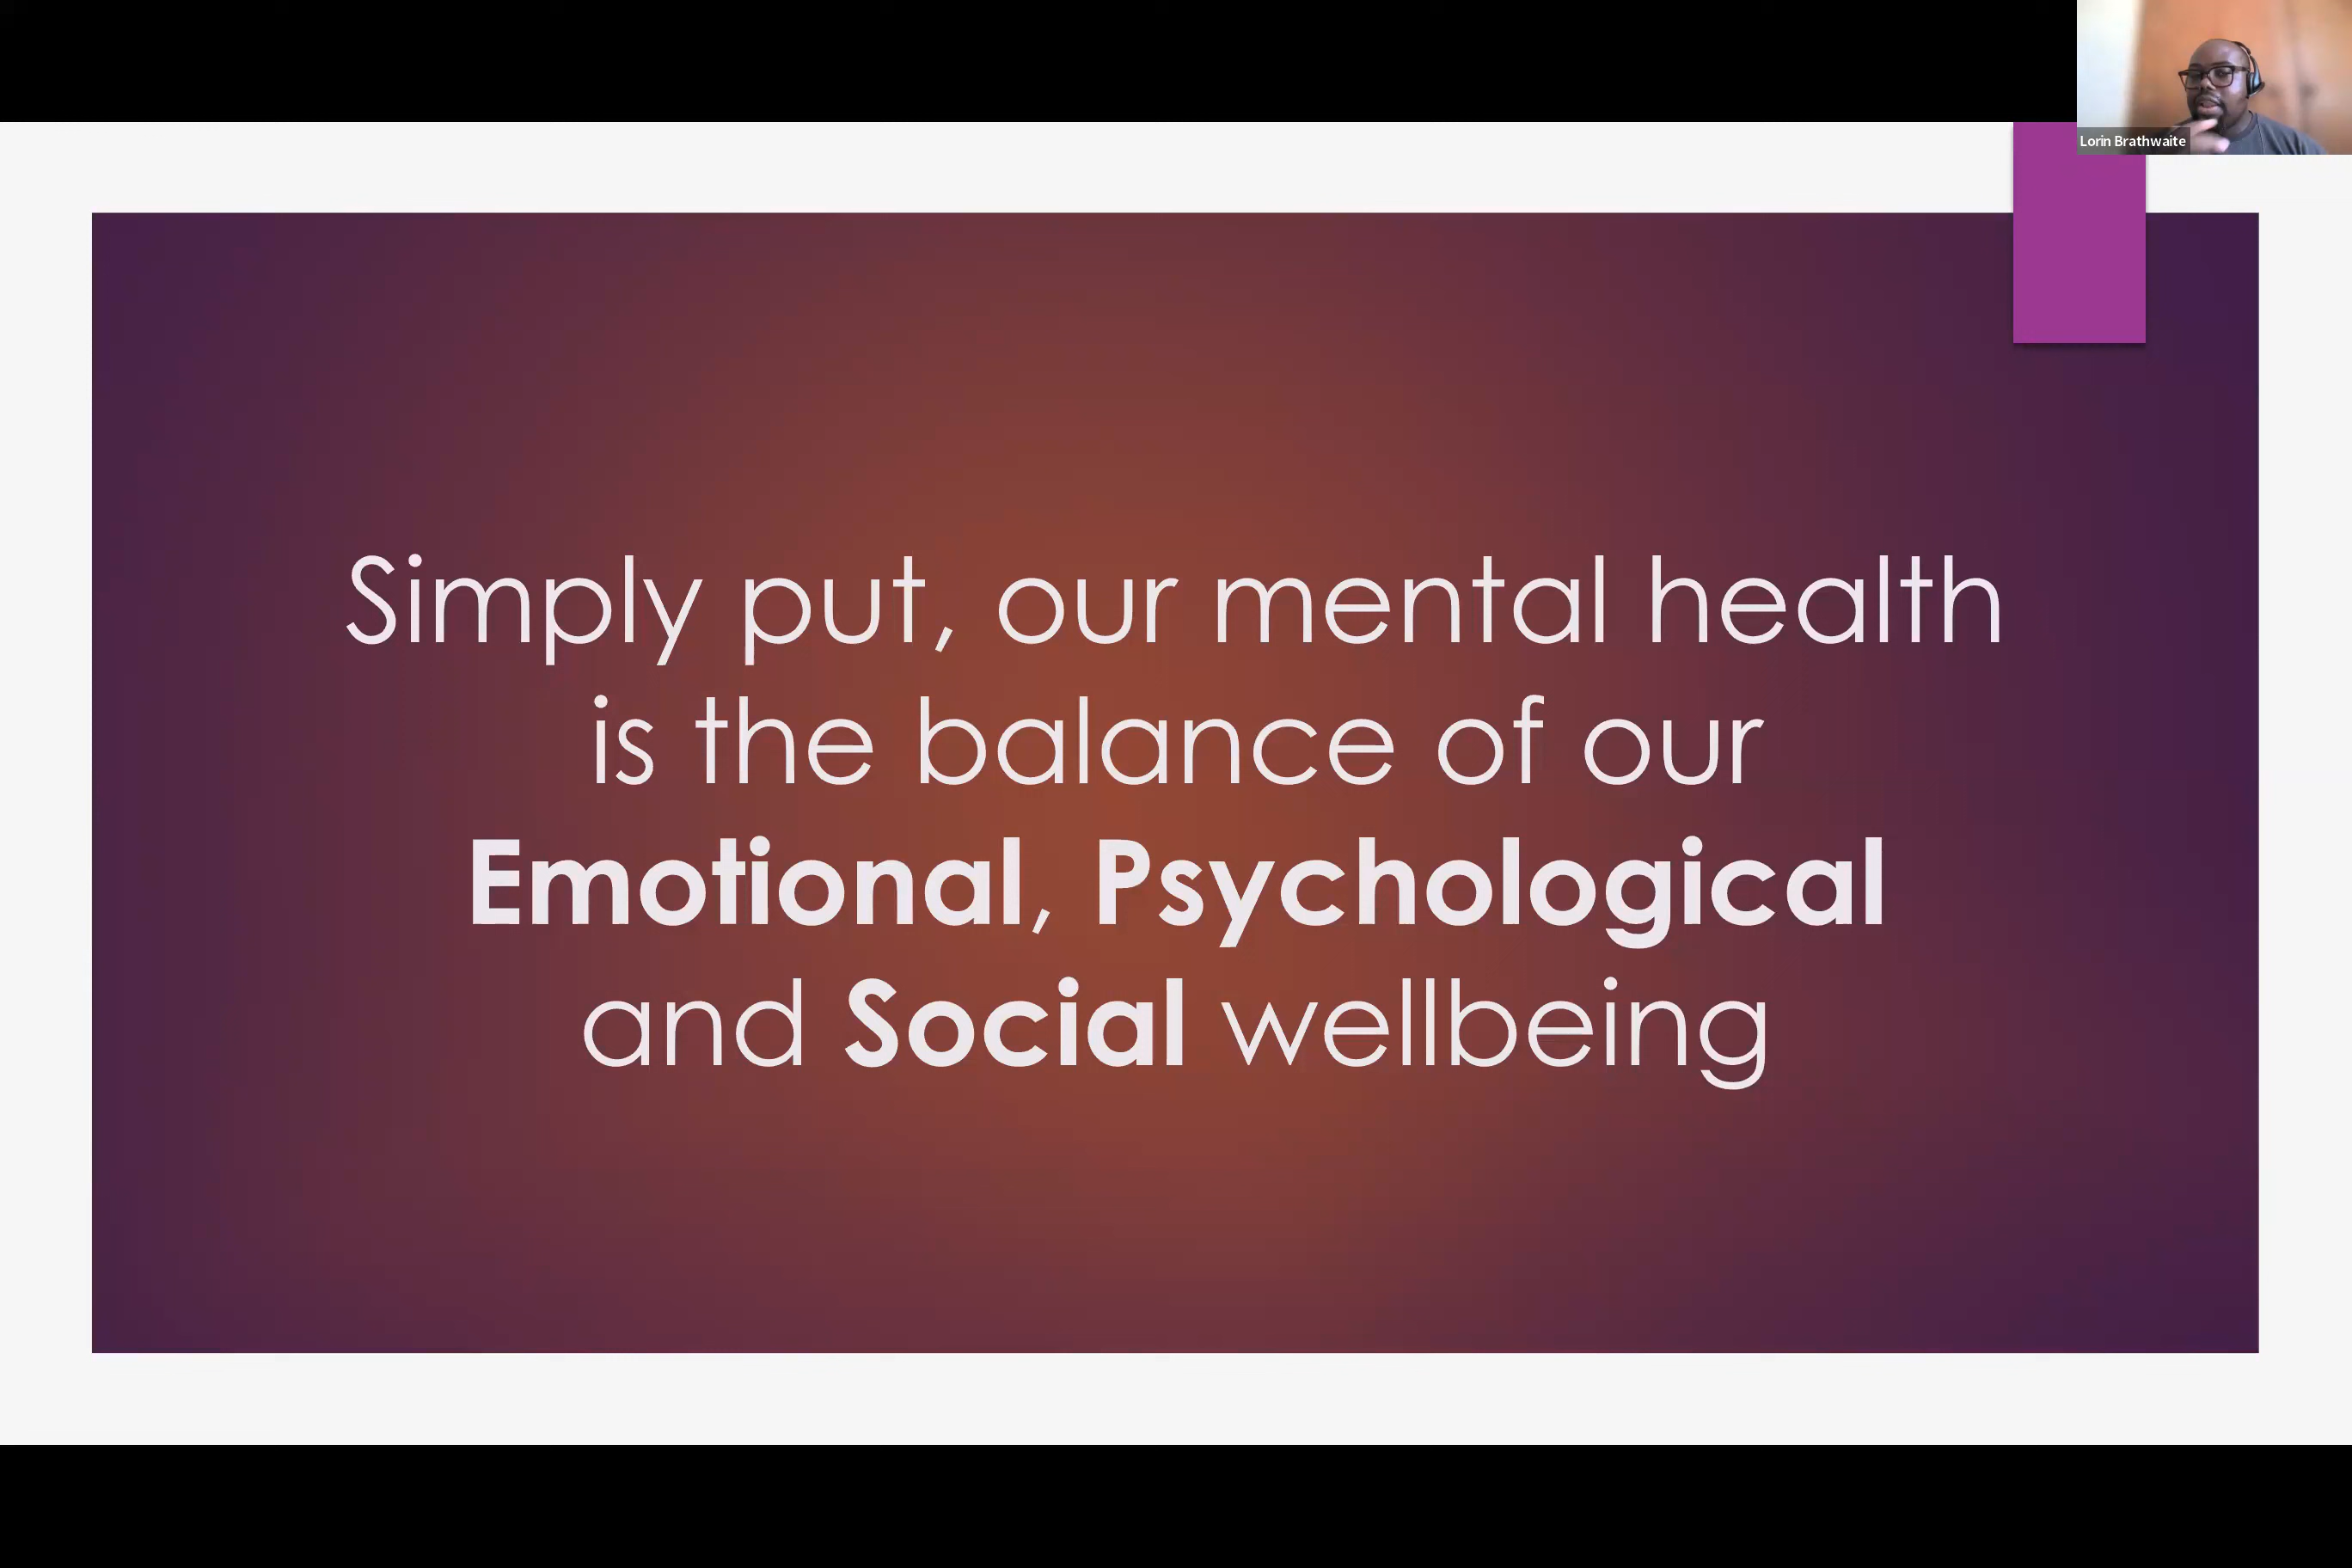 Lorin Brathwaite
Simply put, our mental health
is the balance of our
Emotional, Psychological
and Social wellbeing